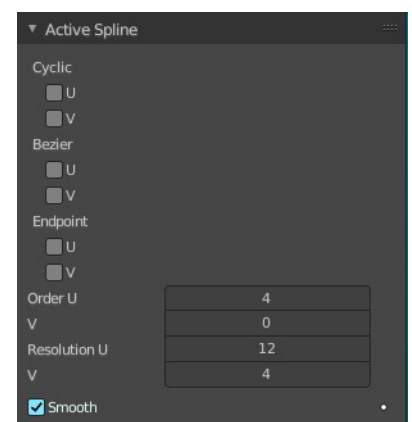 Active Spline
Cyclic
U
V
Bezier
U
V
Endpoint
U
V
Order U 4
V 0
Resolution U 12
V 4
Smooth